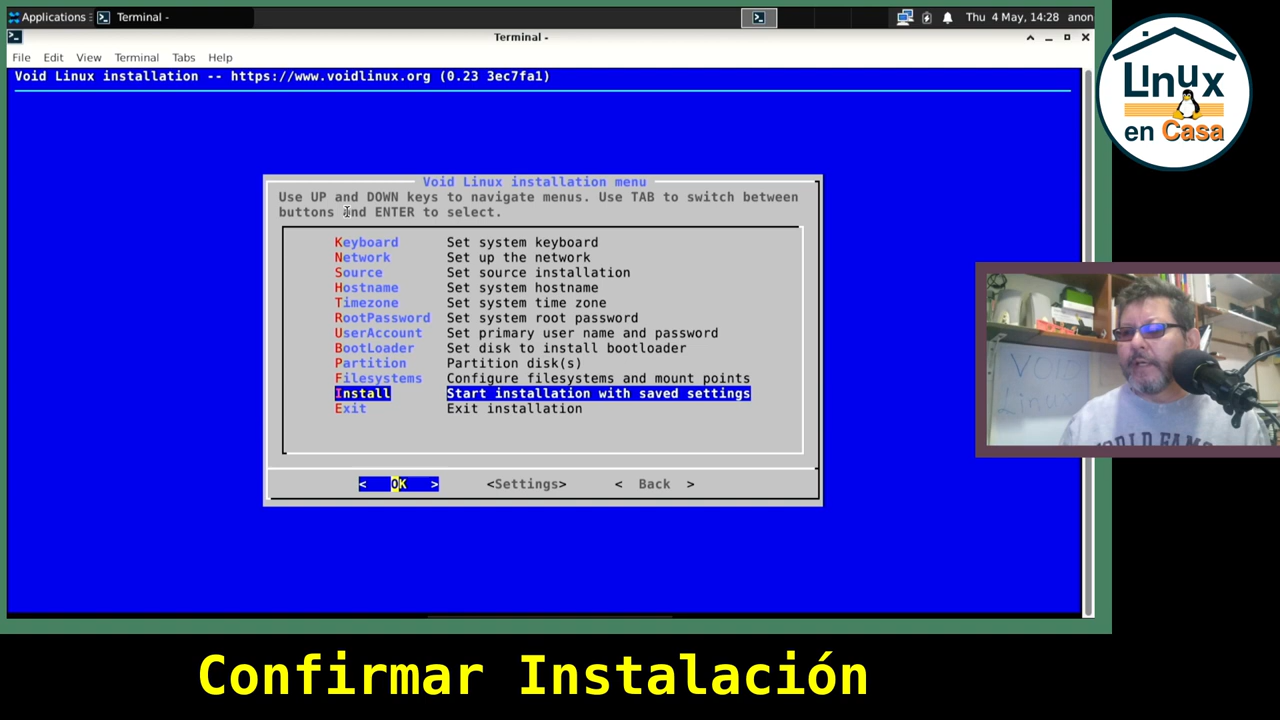 Applications
Terminal -
Thu 4 May, 14:28 anon
Terminal -
File Edit View Terminal Tabs Help
Void Linux installation -- https://www.voidlinux.org (0.23 3ec7fa1)
Void Linux installation menu
Use UP and DOWN keys to navigate menus. Use TAB to switch between
buttons and ENTER to select.
Keyboard Set system keyboard
Network Set up the network
Source Set source installation
Hostname Set system hostname
Timezone Set system time zone
RootPassword Set system root password
UserAccount Set primary user name and password
BootLoader Set disk to install bootloader
Partition Partition disk(s)
Filesystems Configure filesystems and mount points
Install Start installation with saved settings
Exit Exit installation
< OK > <Settings> < Back >
Linux
en Casa
VOID
Linux
WORLD FAM
Confirmar Instalación